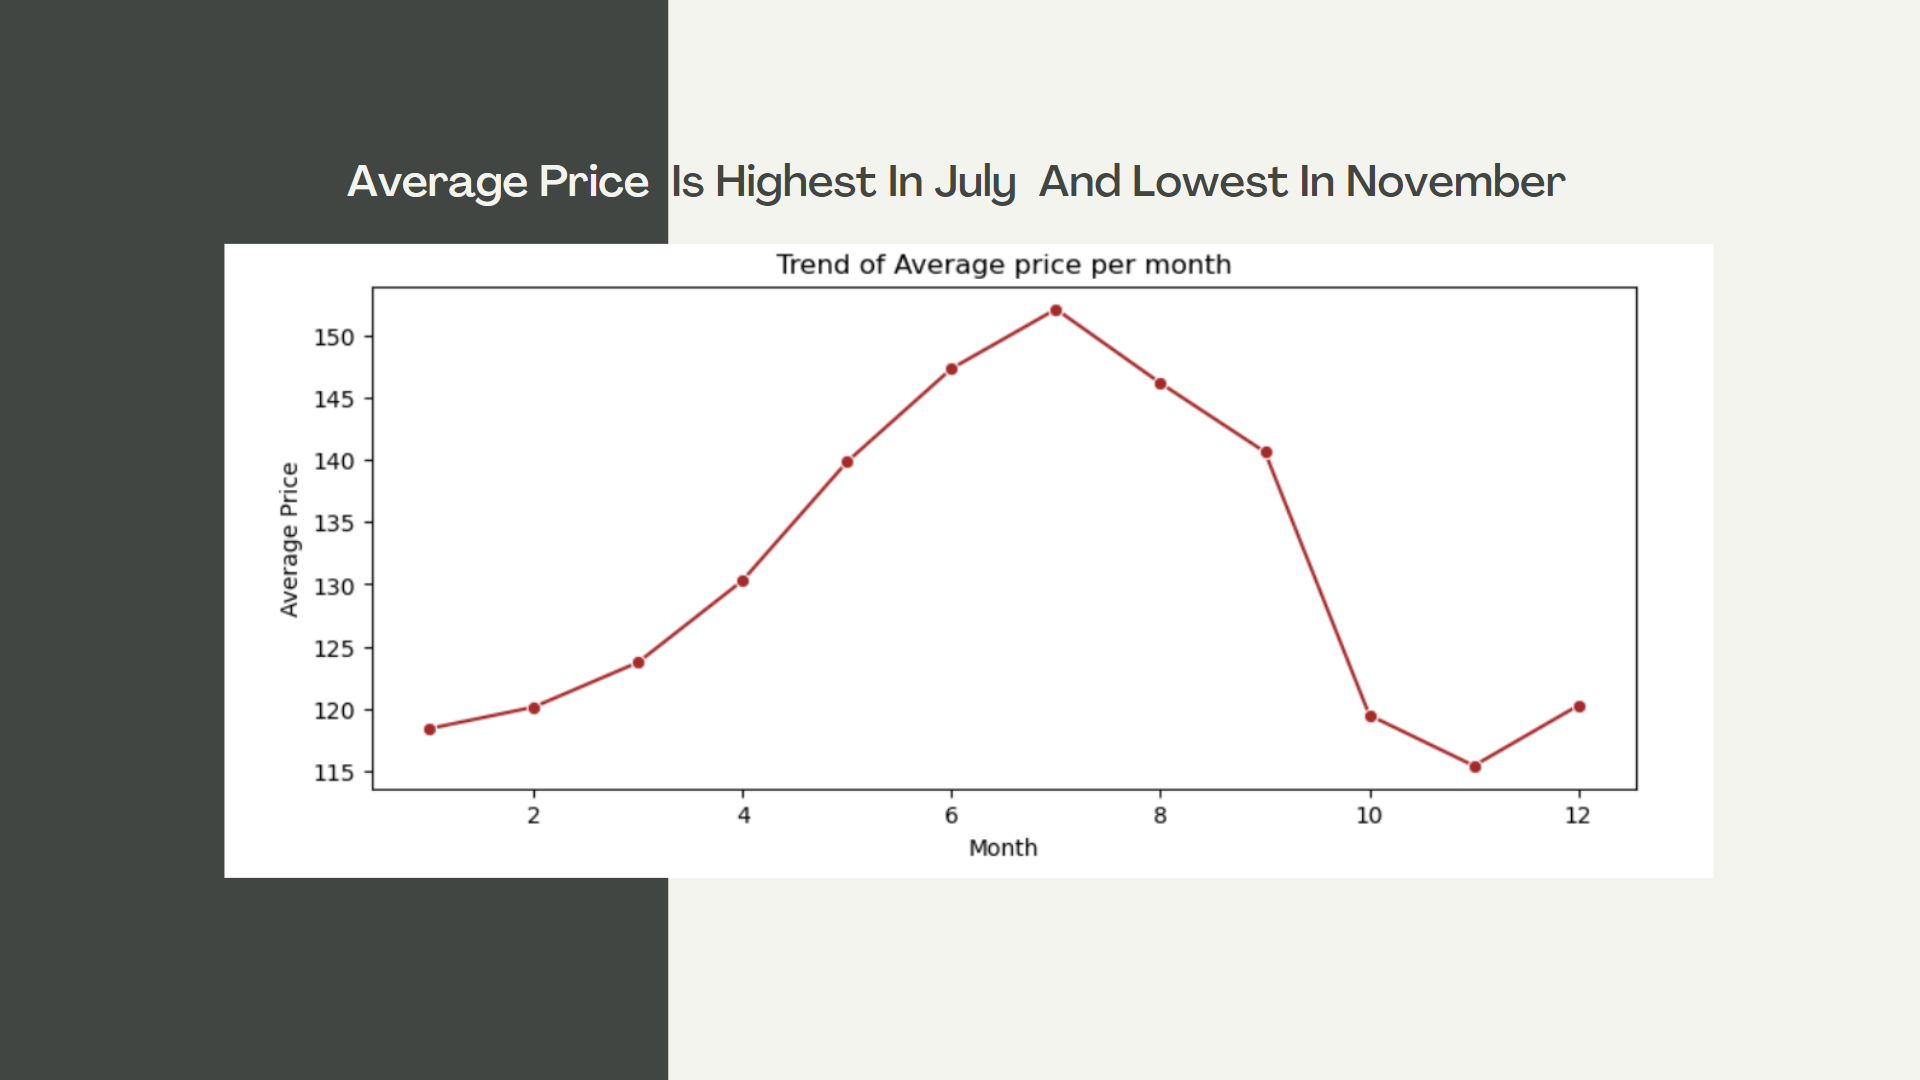 Average Price Is Highest In July And Lowest In November
Trend of Average price per month
150
145
140
135
130
125
120
115
Average Price
2 4 6 8 10 12
Month